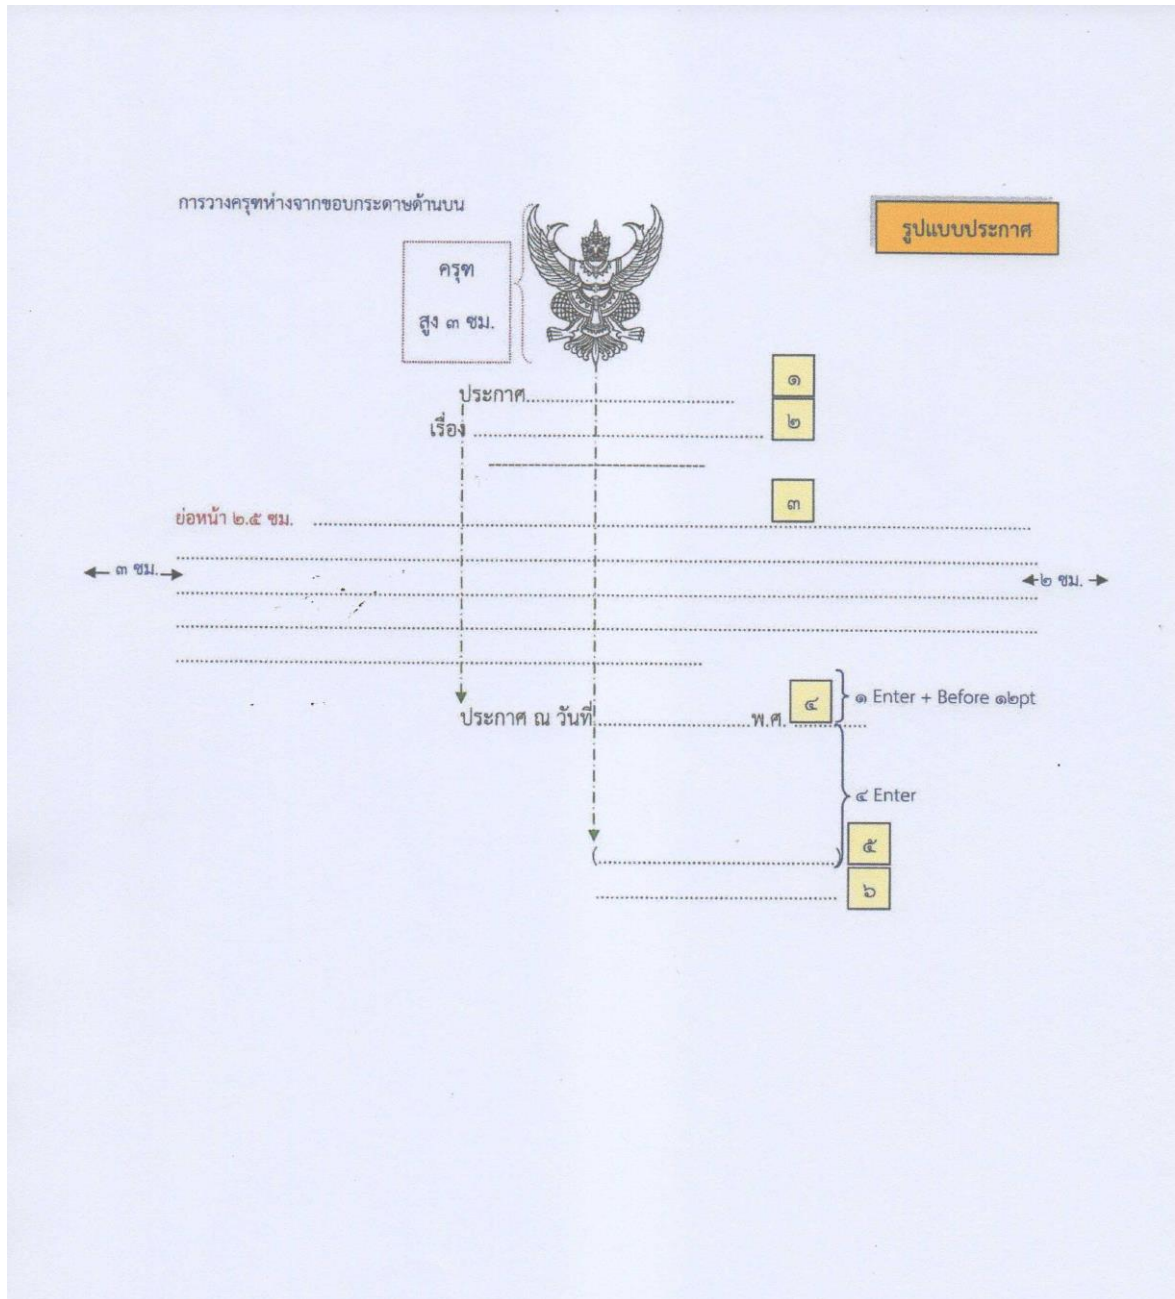 การวางครุฑห่างจากขอบกระดาษด้านบน
รูปแบบประกาศ
ครุฑ
สูง ๓ ซม.
๑
ประกาศ............................................................
๒
เรื่อง ............................................................
------------------------------------
๓
ย่อหน้า ๒.๕ ซม. ............................................................
๓ ซม.
๒ ซม.
๔
๑ Enter + Before ๑๒pt
ประกาศ ณ วันที่........................................พ.ศ. ....................
๔ Enter
(............................................................)
๕
............................................................
๖